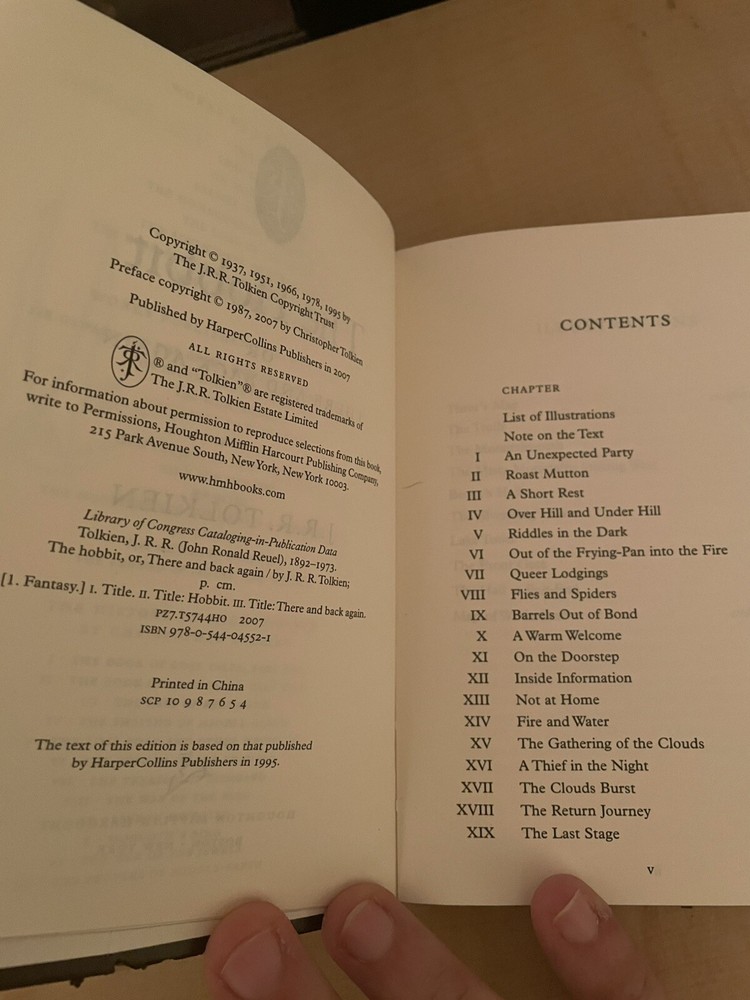 Copyright © 1937, 1951, 1966, 1978, 1995 by
The J.R.R. Tolkien Copyright Trust
Preface copyright © 1987, 2007 by Christopher Tolkien
Published by HarperCollins Publishers in 2007
ALL RIGHTS RESERVED
® and “Tolkien”® are registered trademarks of
The J.R.R. Tolkien Estate Limited
For information about permission to reproduce selections from this book,
write to Permissions, Houghton Mifflin Harcourt Publishing Company,
215 Park Avenue South, New York, New York 10003.
www.hmhbooks.com
Library of Congress Cataloging-in-Publication Data
Tolkien, J. R. R. (John Ronald Reuel), 1892–1973.
The hobbit, or, There and back again / by J. R. R. Tolkien;
p. cm.
[1. Fantasy.] I. Title. II. Title: Hobbit. III. Title: There and back again.
PZ7.T5744HO 2007
ISBN 978-0-544-04552-1
Printed in China
SCP 10 9 8 7 6 5 4
The text of this edition is based on that published
by HarperCollins Publishers in 1995.
CONTENTS
CHAPTER
List of Illustrations
Note on the Text
I An Unexpected Party
II Roast Mutton
III A Short Rest
IV Over Hill and Under Hill
V Riddles in the Dark
VI Out of the Frying-Pan into the Fire
VII Queer Lodgings
VIII Flies and Spiders
IX Barrels Out of Bond
X A Warm Welcome
XI On the Doorstep
XII Inside Information
XIII Not at Home
XIV Fire and Water
XV The Gathering of the Clouds
XVI A Thief in the Night
XVII The Clouds Burst
XVIII The Return Journey
XIX The Last Stage
v